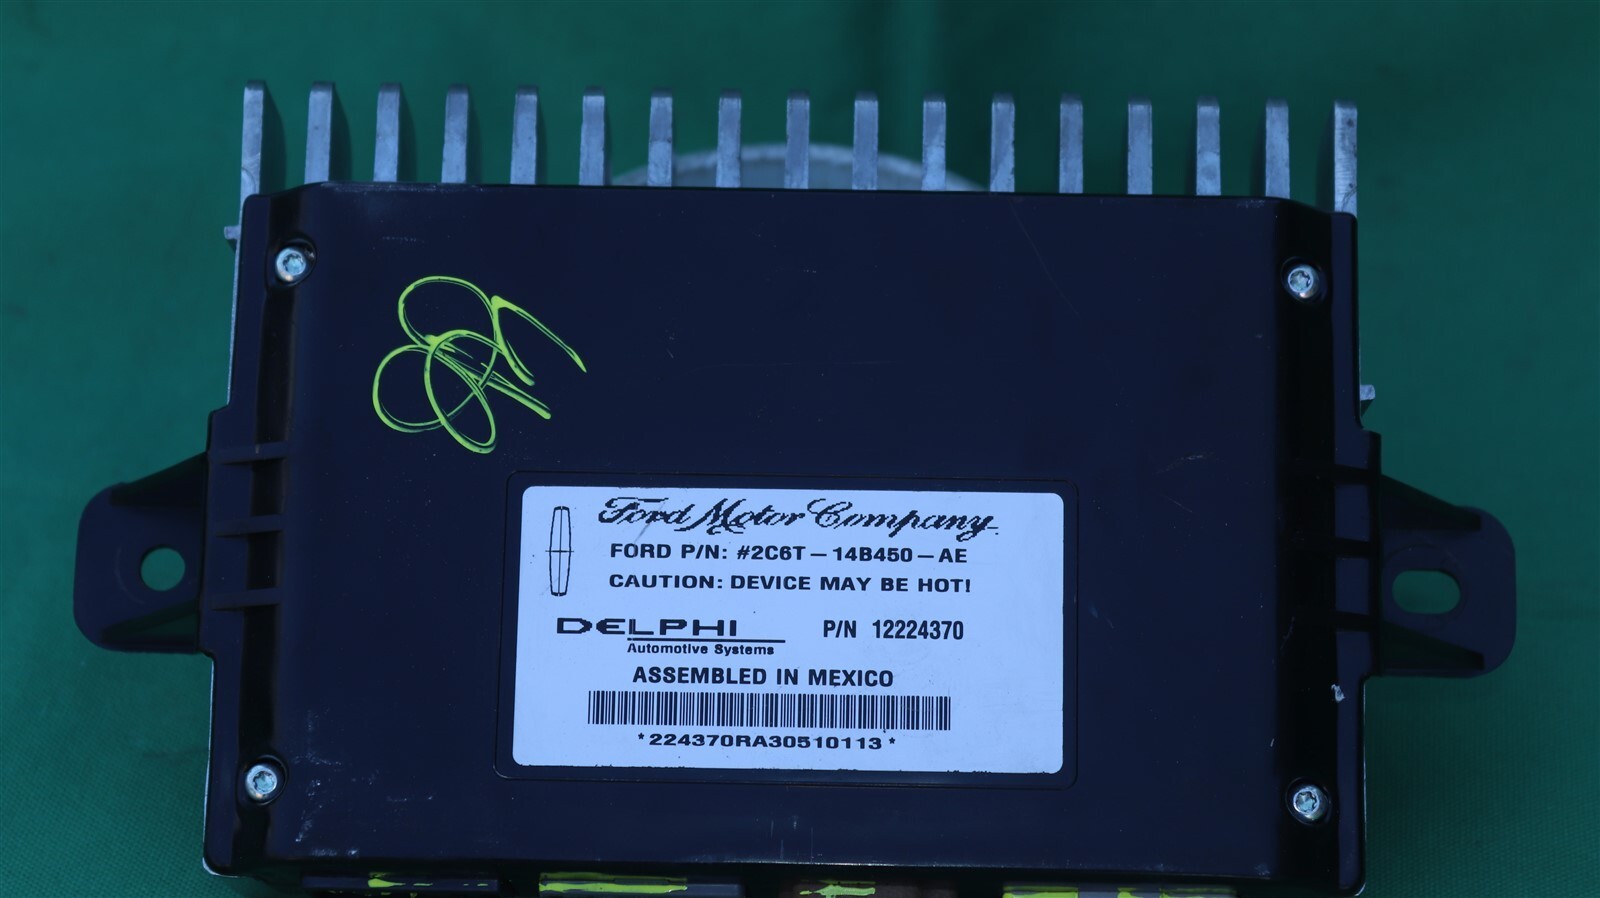 Ford Motor Company
FORD P/N: #2C6T-14B450-AE
CAUTION: DEVICE MAY BE HOT!
DELPHI P/N 12224370
Automotive Systems
ASSEMBLED IN MEXICO
*224370RA30510113*